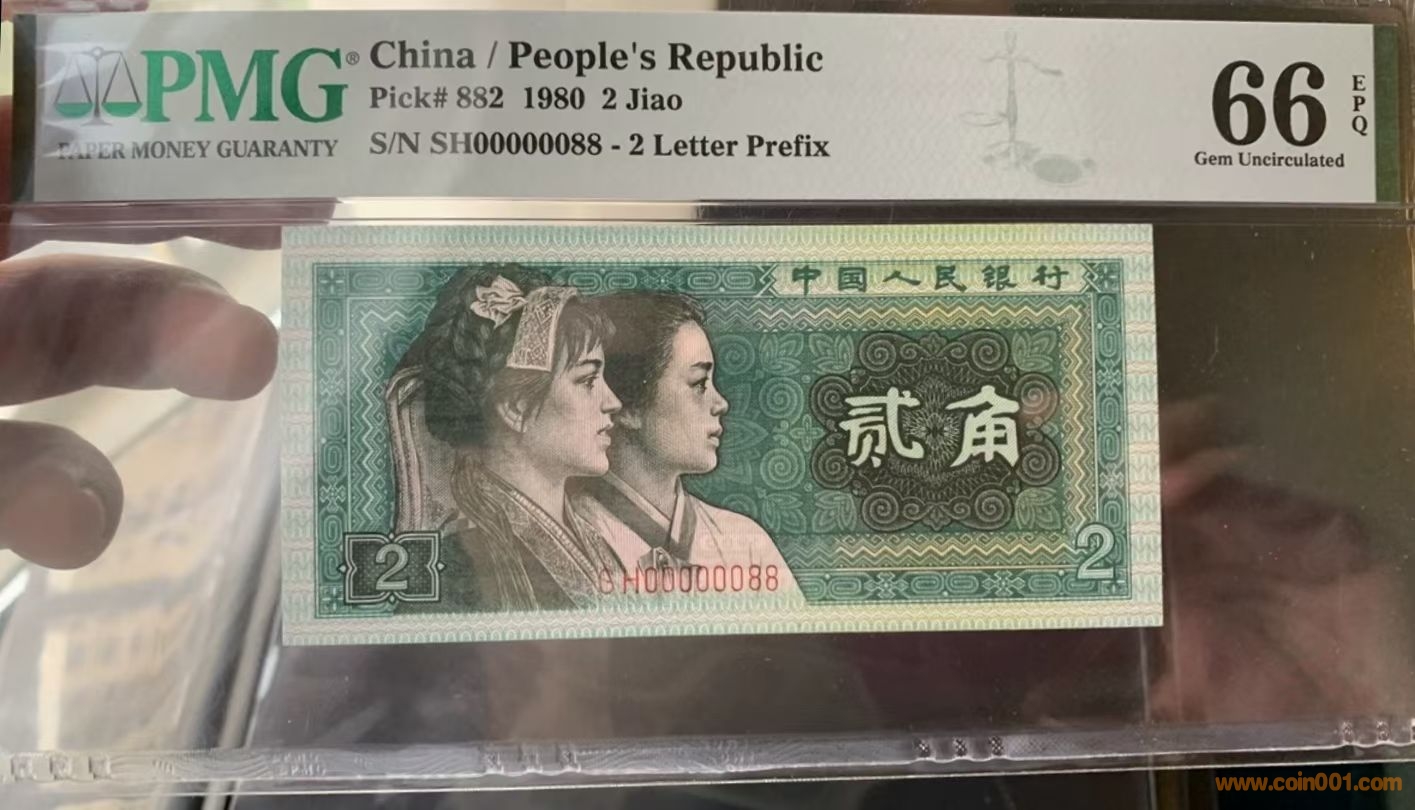 PMG®
PAPER MONEY GUARANTY
China / People's Republic
Pick# 882 1980 2 Jiao
S/N SH00000088 - 2 Letter Prefix
66
EPQ
Gem Uncirculated
中国人民银行
贰角
2
2
H00000088
www.coin001.com